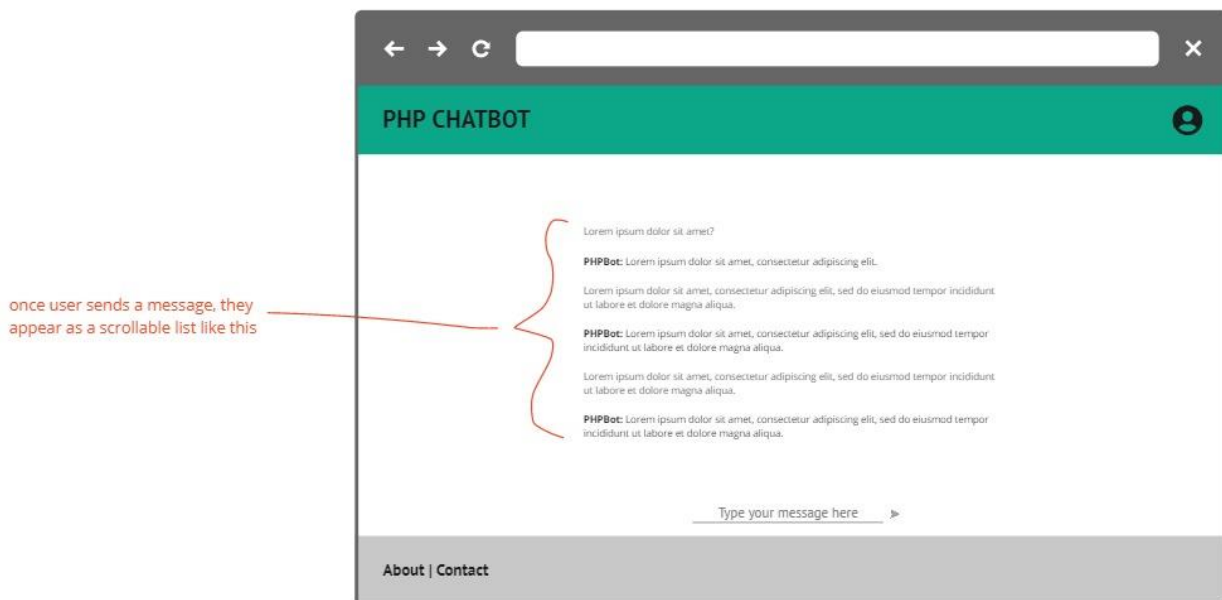 PHP CHATBOT
Lorem ipsum dolor sit amet?
PHPBot: Lorem ipsum dolor sit amet, consectetur adipiscing elit.
Lorem ipsum dolor sit amet, consectetur adipiscing elit, sed do eiusmod tempor incididunt
ut labore et dolore magna aliqua.
PHPBot: Lorem ipsum dolor sit amet, consectetur adipiscing elit, sed do eiusmod tempor
incididunt ut labore et dolore magna aliqua.
Lorem ipsum dolor sit amet, consectetur adipiscing elit, sed do eiusmod tempor incididunt
ut labore et dolore magna aliqua.
PHPBot: Lorem ipsum dolor sit amet, consectetur adipiscing elit, sed do eiusmod tempor
incididunt ut labore et dolore magna aliqua.
once user sends a message, they
appear as a scrollable list like this
Type your message here
About | Contact